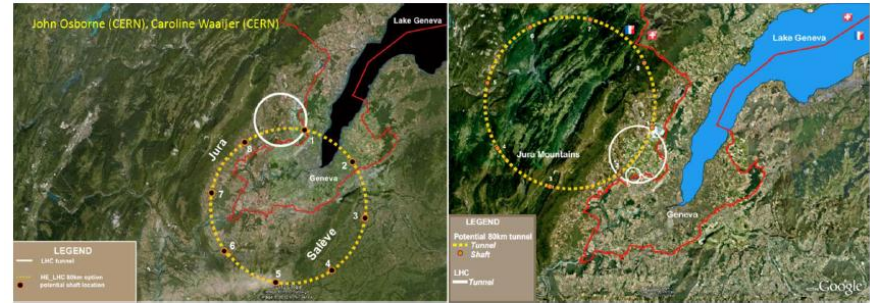 John Osborne (CERN), Caroline Waaijer (CERN)
Lake Geneva
Jura
Geneva
Salève
1
2
3
4
5
6
7
8
LEGEND
LHC tunnel
HE_LHC 80km option
potential shaft location
Lake Geneva
Jura Mountains
Geneva
LEGEND
Potential 80km tunnel
Tunnel
Shaft
LHC
Tunnel
Google